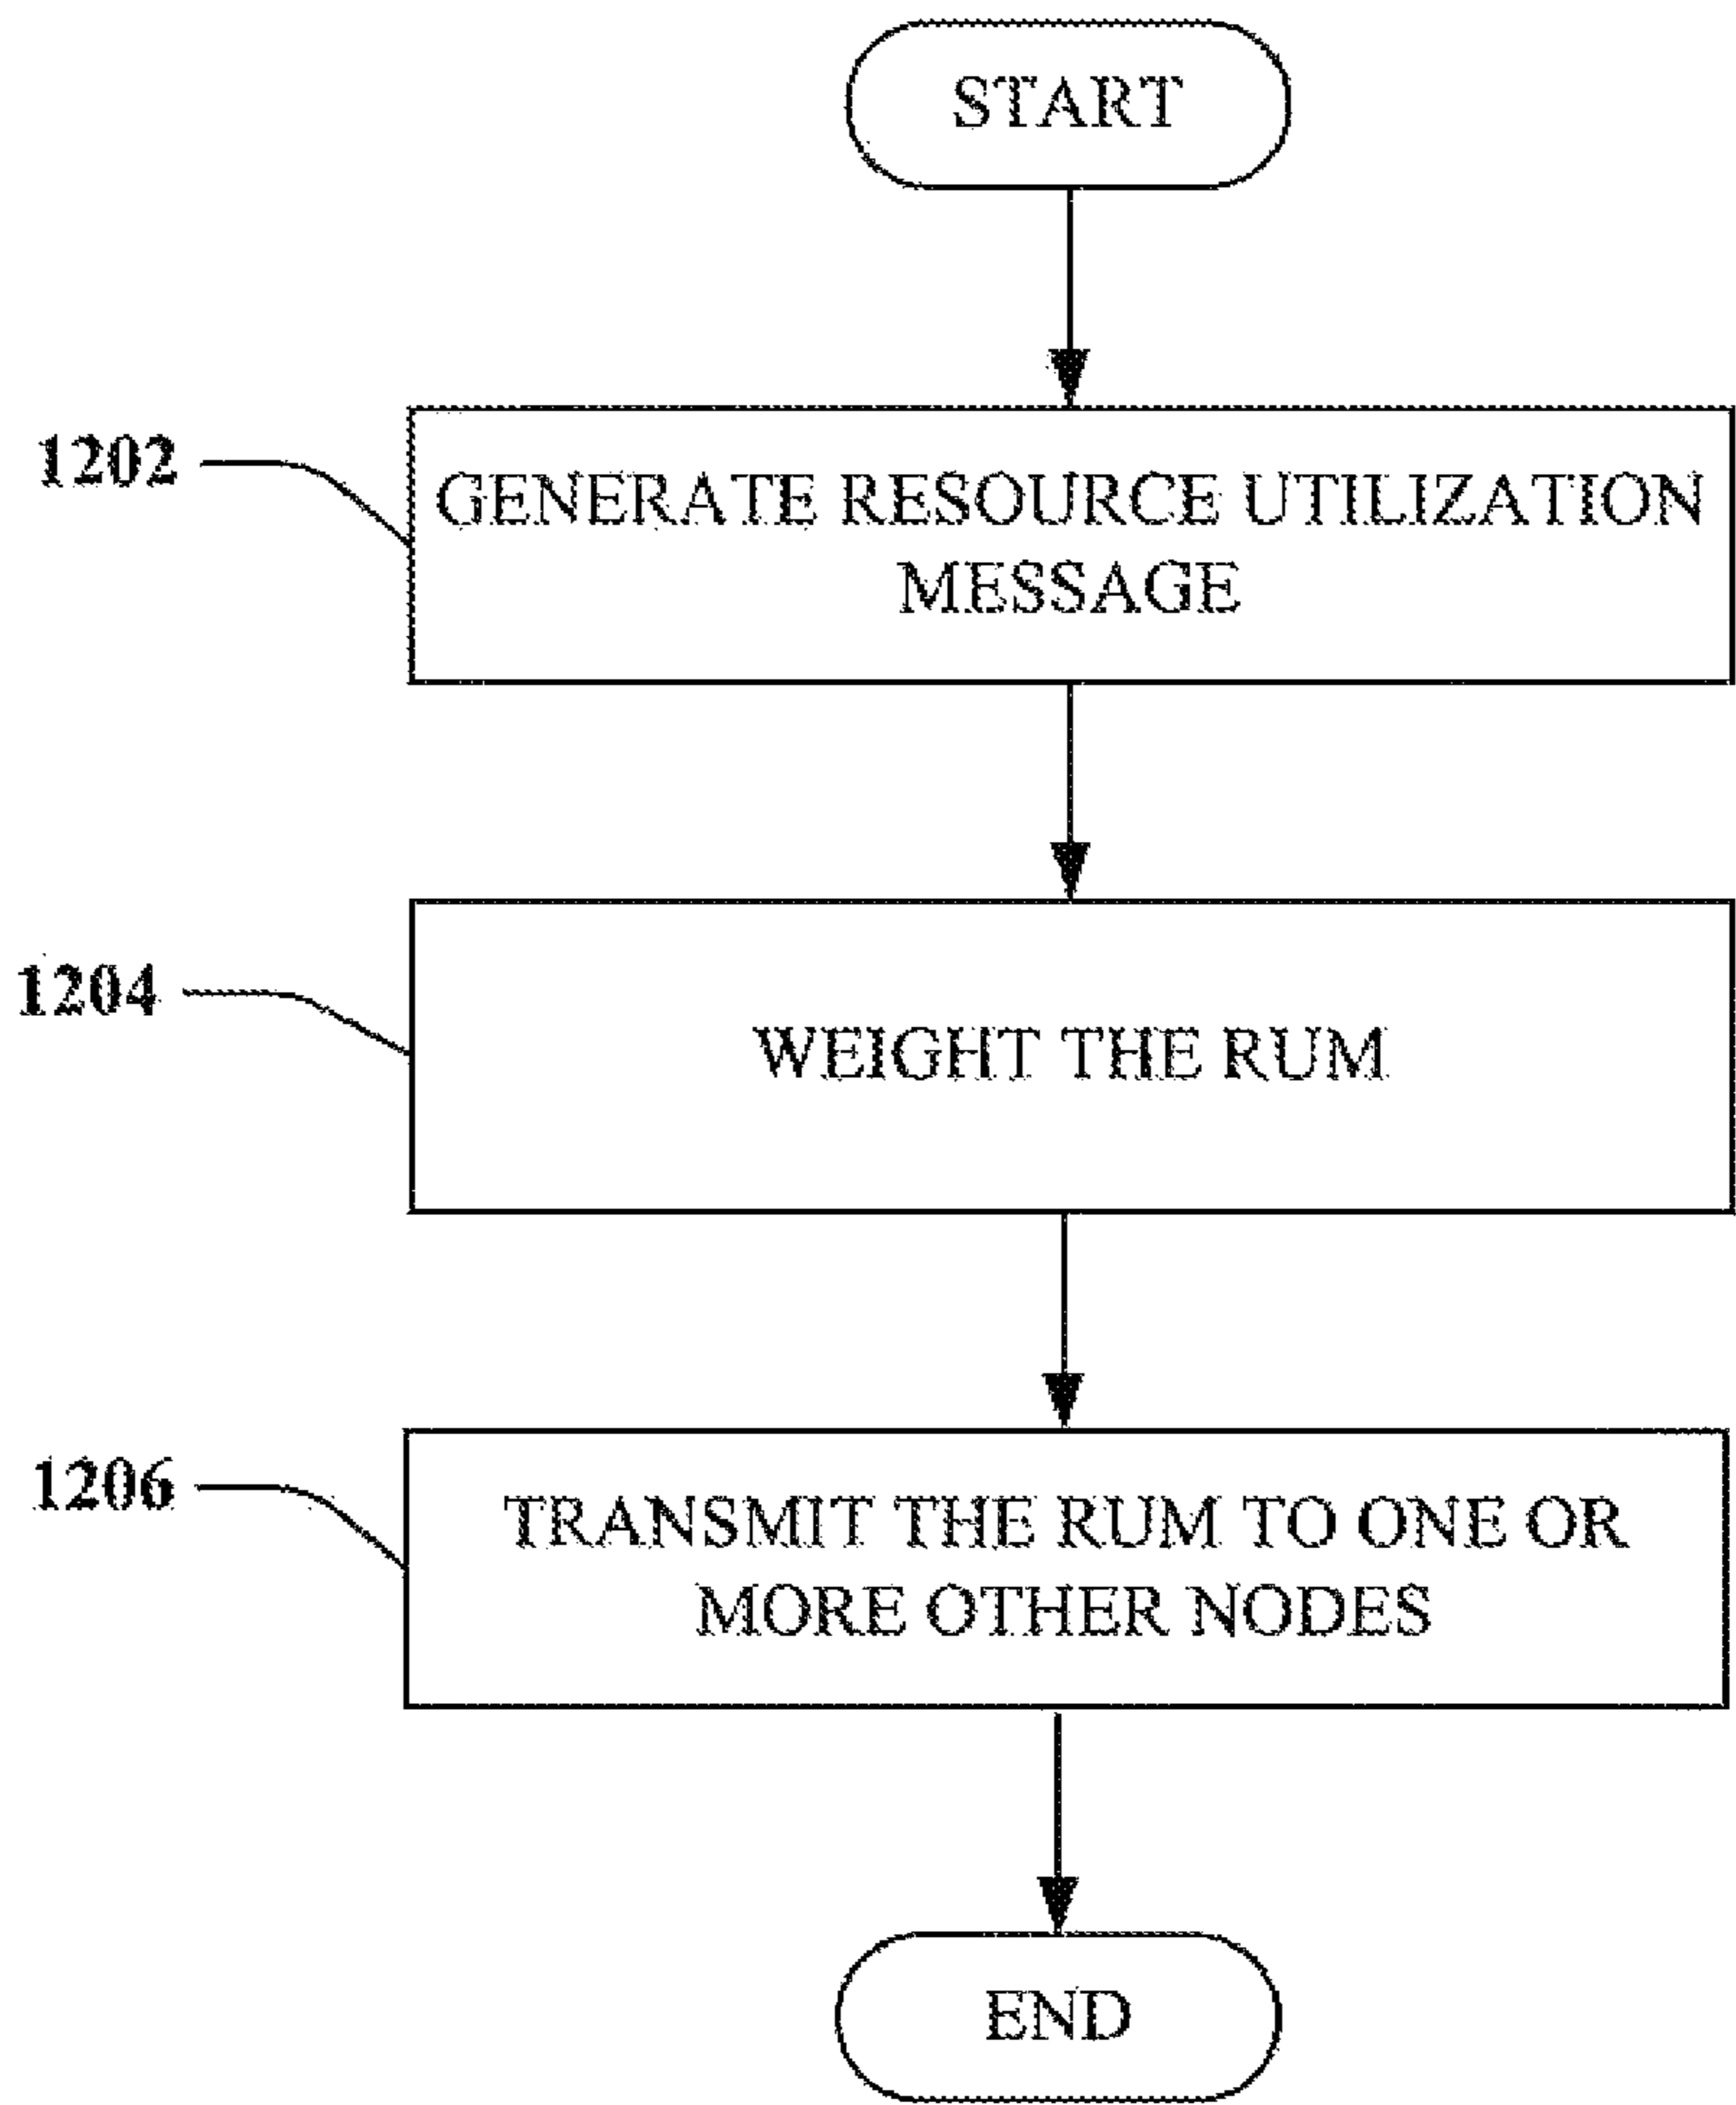 START
1202
GENERATE RESOURCE UTILIZATION
MESSAGE
1204
WEIGHT THE RUM
1206
TRANSMIT THE RUM TO ONE OR
MORE OTHER NODES
END